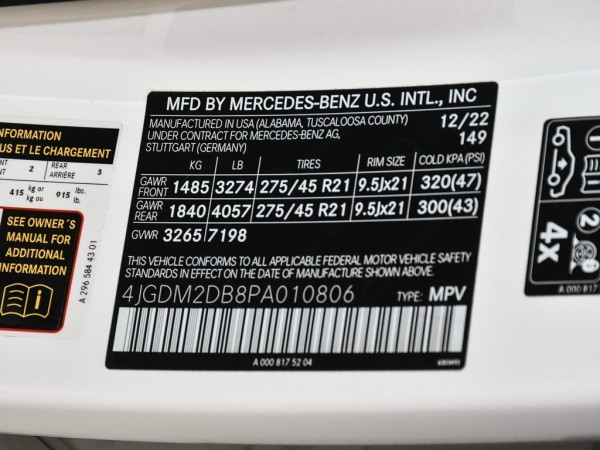 MFD BY MERCEDES-BENZ U.S. INTL., INC
MANUFACTURED IN USA (ALABAMA, TUSCALOOSA COUNTY) 12/22
UNDER CONTRACT FOR MERCEDES-BENZ AG, 149
STUTTGART (GERMANY)
KG LB TIRES RIM SIZE COLD KPA (PSI)
GAWR FRONT 1485 3274 275/45 R21 9.5Jx21 320(47)
GAWR REAR 1840 4057 275/45 R21 9.5Jx21 300(43)
GVWR 3265 7198
THIS VEHICLE CONFORMS TO ALL APPLICABLE FEDERAL MOTOR VEHICLE SAFETY
STANDARDS IN EFFECT ON THE DATE OF MANUFACTURE SHOWN ABOVE.
4JGDM2DB8PA010806 TYPE: MPV
A 000 817 52 04
NFORMATION
US ET LE CHARGEMENT
NT 2 REAR 3
ARRIÈRE
415 kg or 915 lbs.
kg ou lb.
SEE OWNER´S
MANUAL FOR
ADDITIONAL
INFORMATION
A 296 584 43 01
2
4x
A 000 817